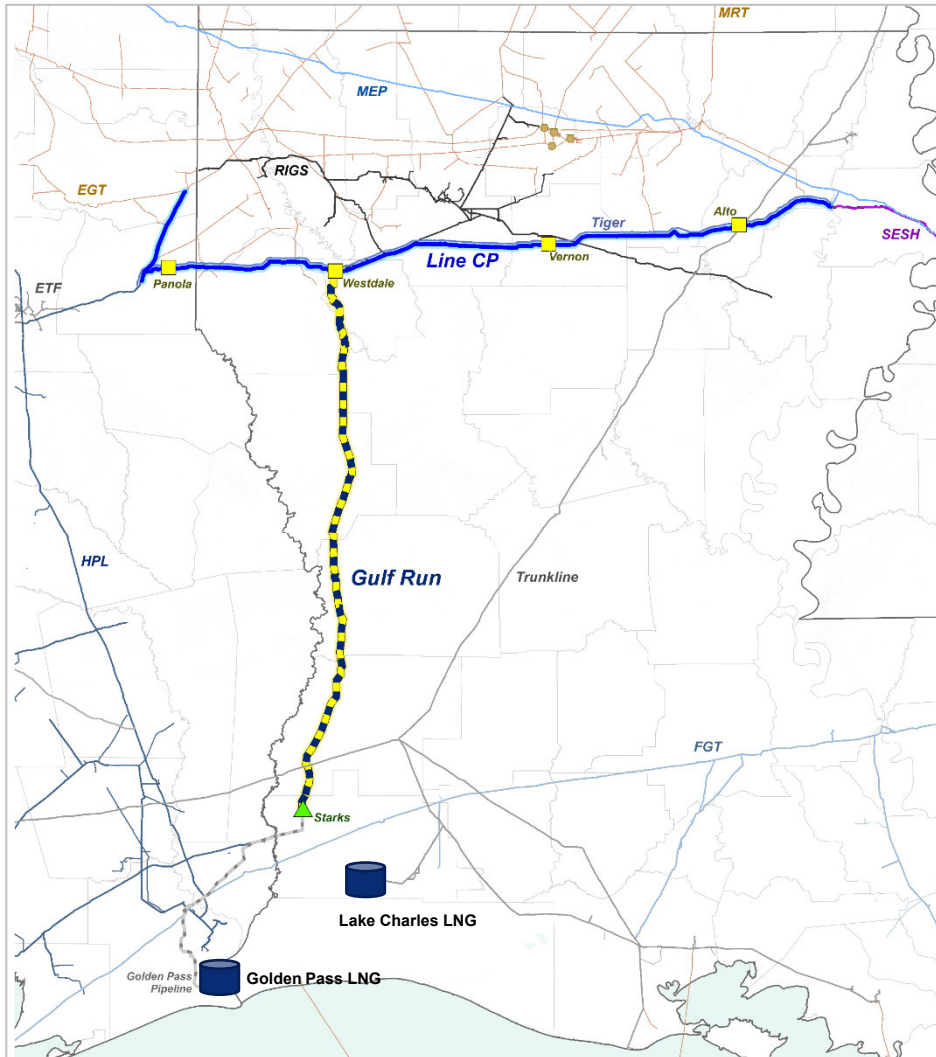 MRT
MEP
RIGS
EGT
Alto
Tiger
SESH
Vernon
Line CP
Panola
Westdale
ETF
HPL
Gulf Run
Trunkline
FGT
Starks
Lake Charles LNG
Golden Pass
Pipeline
Golden Pass LNG